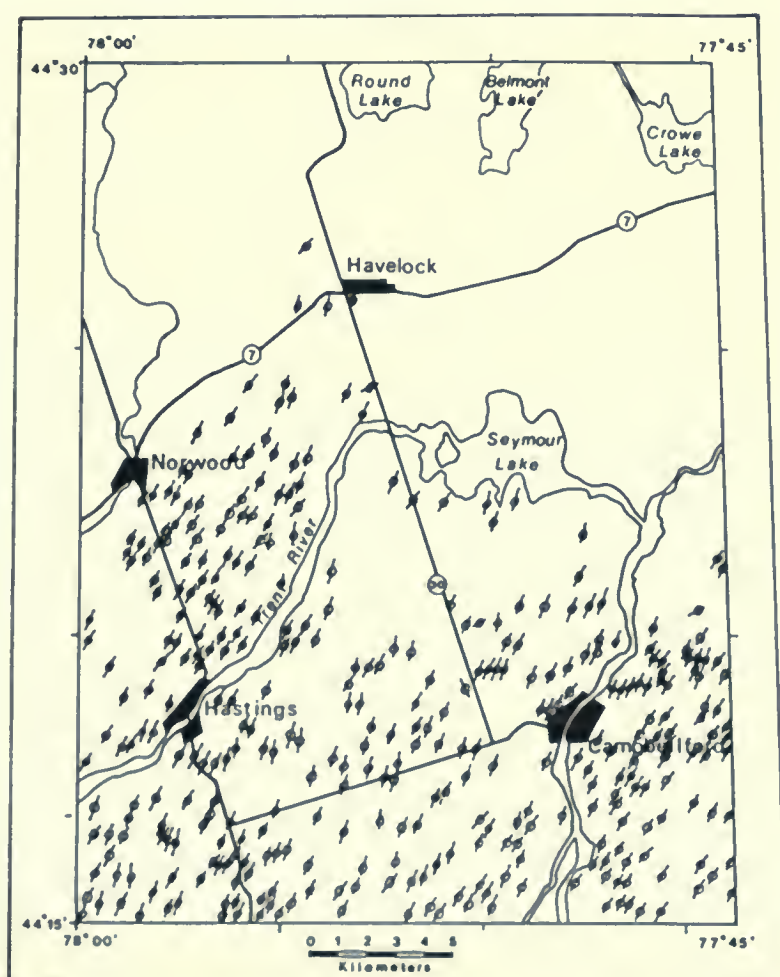 78°00'
77°45'
44°30'
Round
Lake
Belmont
Lake
Crowe
Lake
7
Havelock
7
Seymour
Lake
Norwood
Trent River
30
Hastings
Campbellford
44°15'
78°00'
77°45'
0 1 2 3 4 5
Kilometers